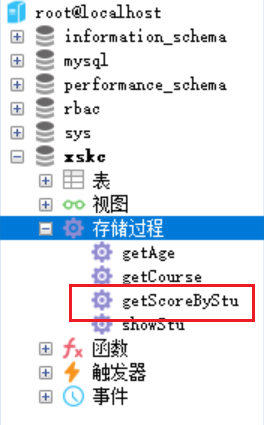 root@localhost
information_schema
mysql
performance_schema
rbac
sys
xskc
表
视图
存储过程
getAge
getCourse
getScoreByStu
showStu
函数
触发器
事件